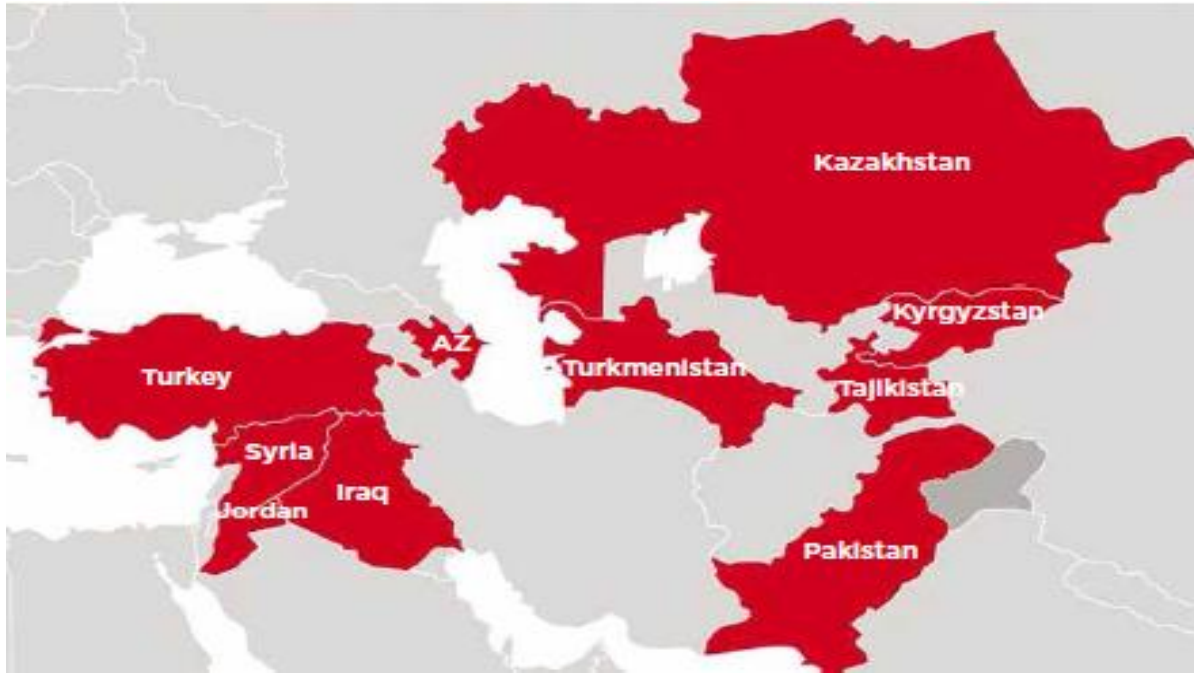 Kazakhstan
Kyrgyzstan
AZ
Turkmenistan
Turkey
Tajikistan
Syria
Iraq
Jordan
Pakistan